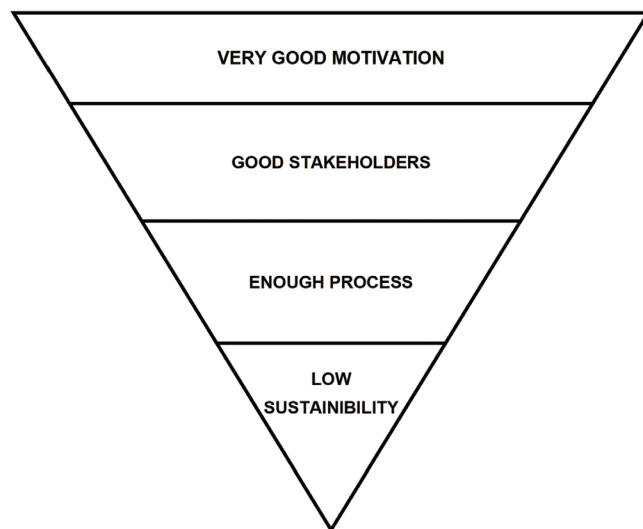 VERY GOOD MOTIVATION
GOOD STAKEHOLDERS
ENOUGH PROCESS
LOW
SUSTAINIBILITY